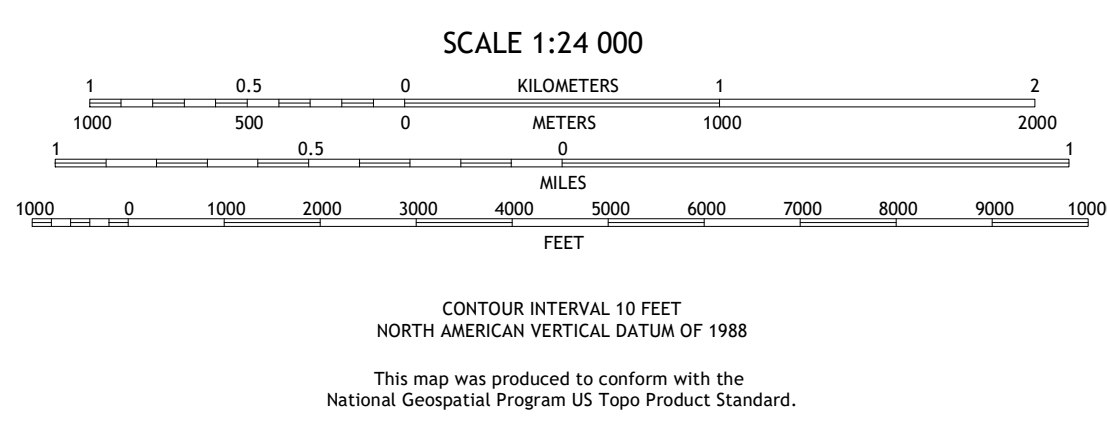 SCALE 1:24 000
1 0.5 0 KILOMETERS 1 2
1000 500 0 METERS 1000 2000
1 0.5 0 1
MILES
1000 0 1000 2000 3000 4000 5000 6000 7000 8000 9000 1000
FEET
CONTOUR INTERVAL 10 FEET
NORTH AMERICAN VERTICAL DATUM OF 1988
This map was produced to conform with the
National Geospatial Program US Topo Product Standard.